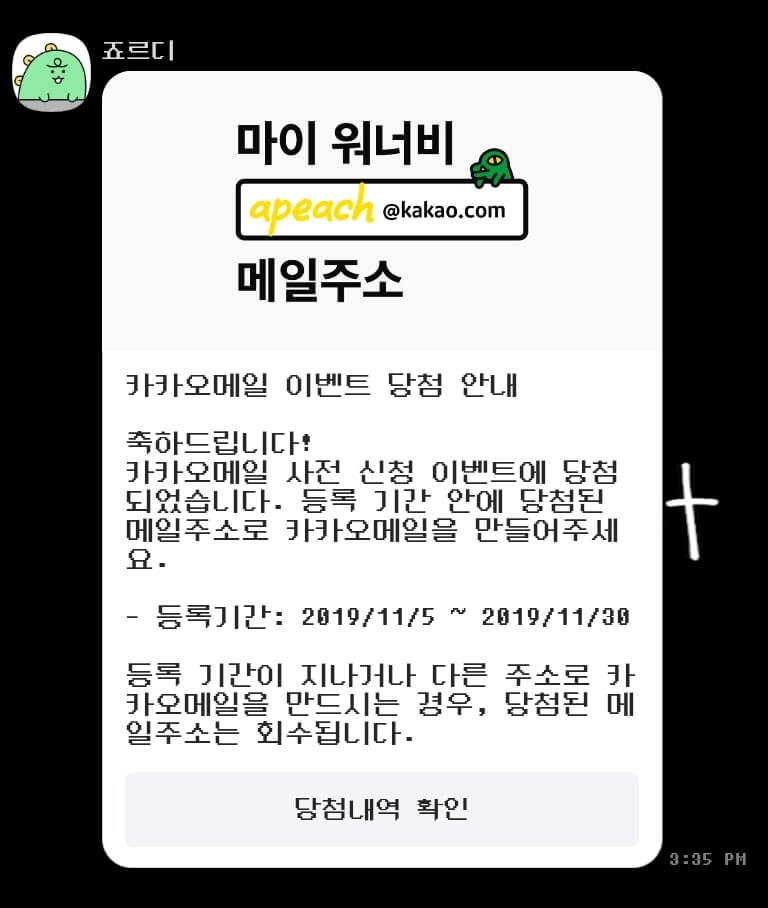 죠르디
마이 워너비
apeach @kakao.com
메일주소
카카오메일 이벤트 당첨 안내
축하드립니다!
카카오메일 사전 신청 이벤트에 당첨
되었습니다. 등록 기간 안에 당첨된
메일주소로 카카오메일을 만들어주세
요.
- 등록기간: 2019/11/5 ~ 2019/11/30
등록 기간이 지나거나 다른 주소로 카
카오메일을 만드시는 경우, 당첨된 메
일주소는 회수됩니다.
당첨내역 확인
3:35 PM